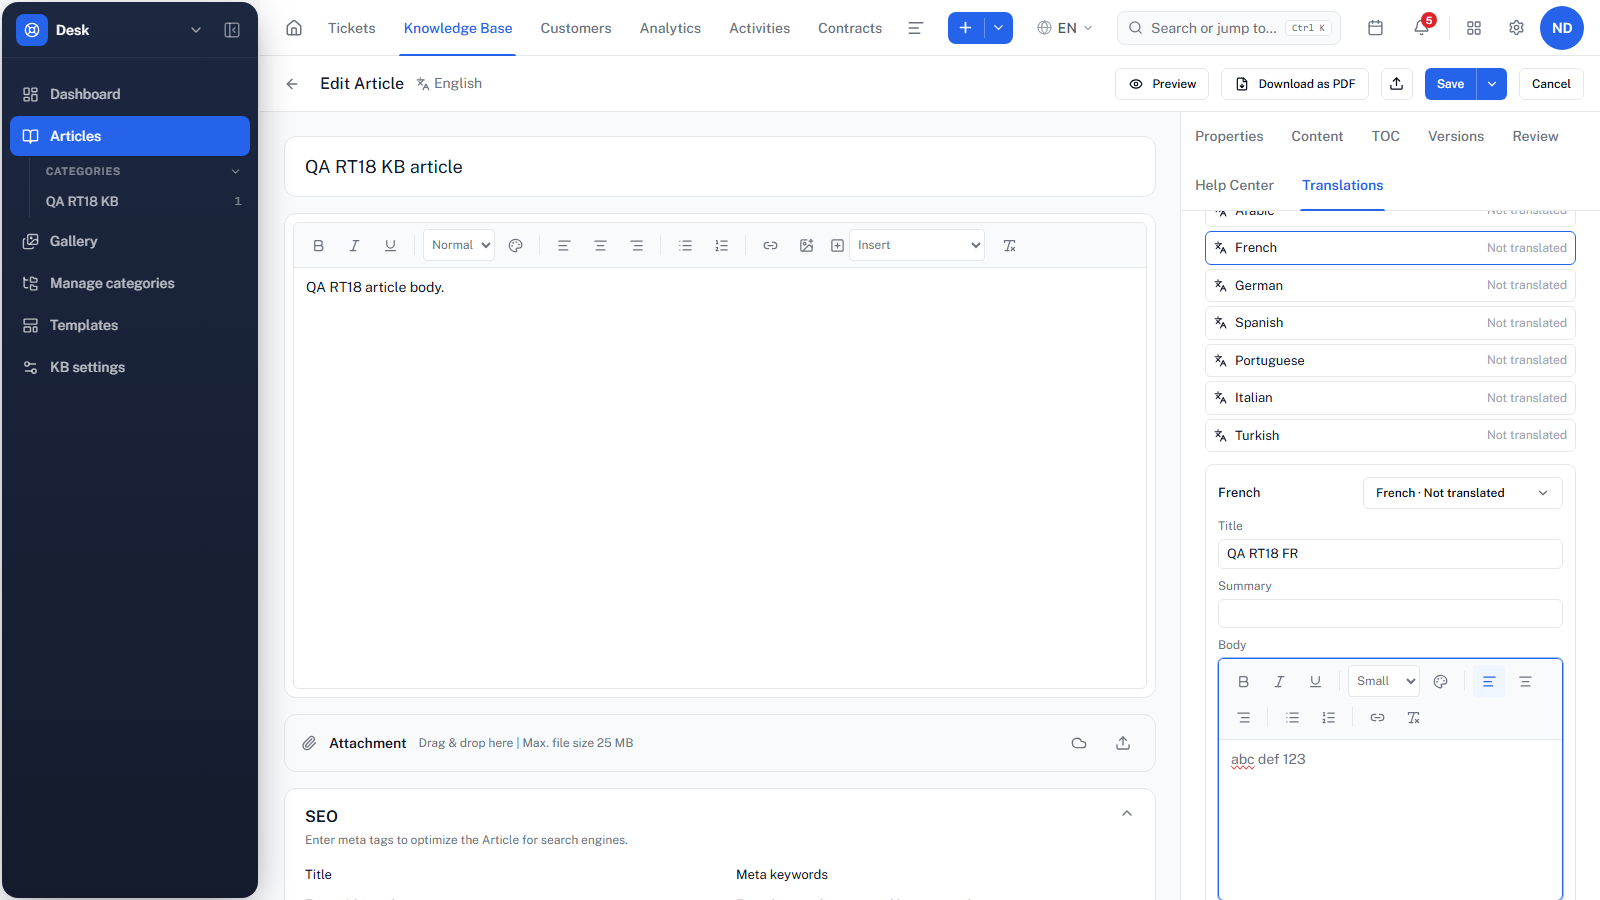 Desk
Dashboard
Articles
CATEGORIES
QA RT18 KB 1
Gallery
Manage categories
Templates
KB settings
Tickets Knowledge Base Customers Analytics Activities Contracts EN Search or jump to... Ctrl K 5 ND
Edit Article English Preview Download as PDF Save Cancel
QA RT18 KB article
Normal Insert
QA RT18 article body.
Attachment Drag & drop here | Max. file size 25 MB
SEO
Enter meta tags to optimize the Article for search engines.
Title Meta keywords
Properties Content TOC Versions Review
Help Center Translations
Arabic Not translated
French Not translated
German Not translated
Spanish Not translated
Portuguese Not translated
Italian Not translated
Turkish Not translated
French French · Not translated
Title
QA RT18 FR
Summary
Body
Small
abc def 123